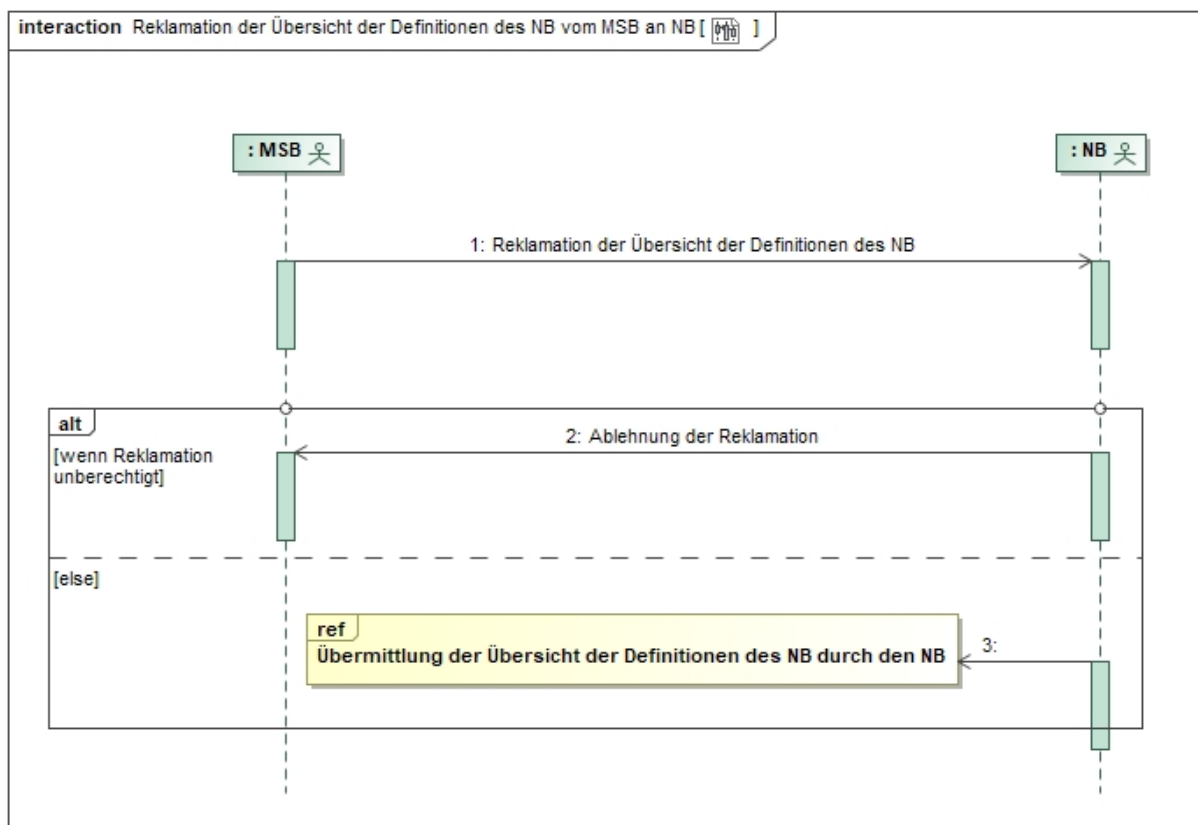 interaction Reklamation der Übersicht der Definitionen des NB vom MSB an NB[ ]
: MSB
: NB
1: Reklamation der Übersicht der Definitionen des NB
alt
2: Ablehnung der Reklamation
[wenn Reklamation
unberechtigt]
[else]
ref
3:
Übermittlung der Übersicht der Definitionen des NB durch den NB